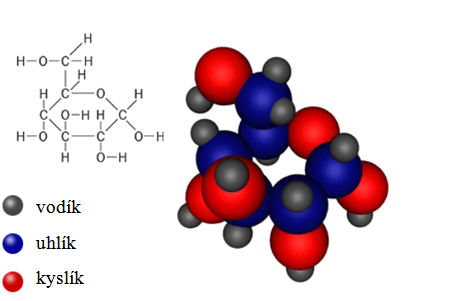 H
H–O–C–H
H
H C O H
C H C
O–H H
H–O C C O–H
H O–H
vodík
uhlík
kyslík